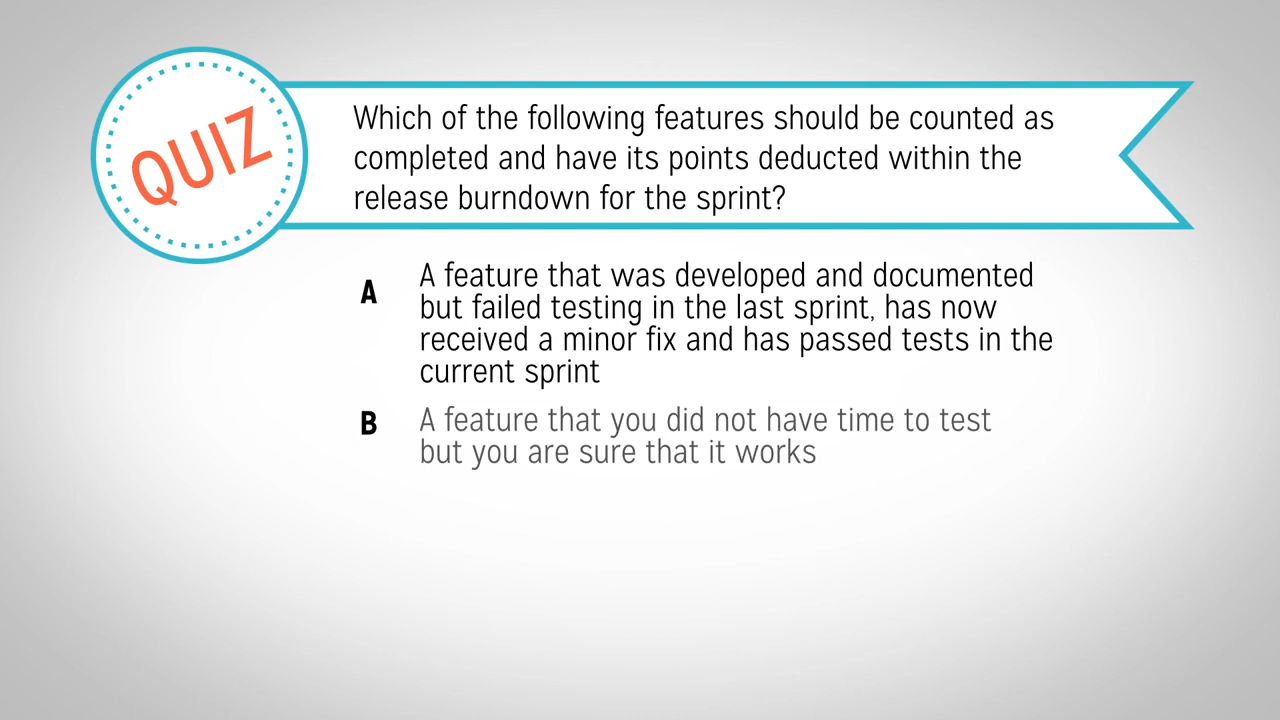 QUIZ
Which of the following features should be counted as
completed and have its points deducted within the
release burndown for the sprint?
A
A feature that was developed and documented
but failed testing in the last sprint, has now
received a minor fix and has passed tests in the
current sprint
B
A feature that you did not have time to test
but you are sure that it works